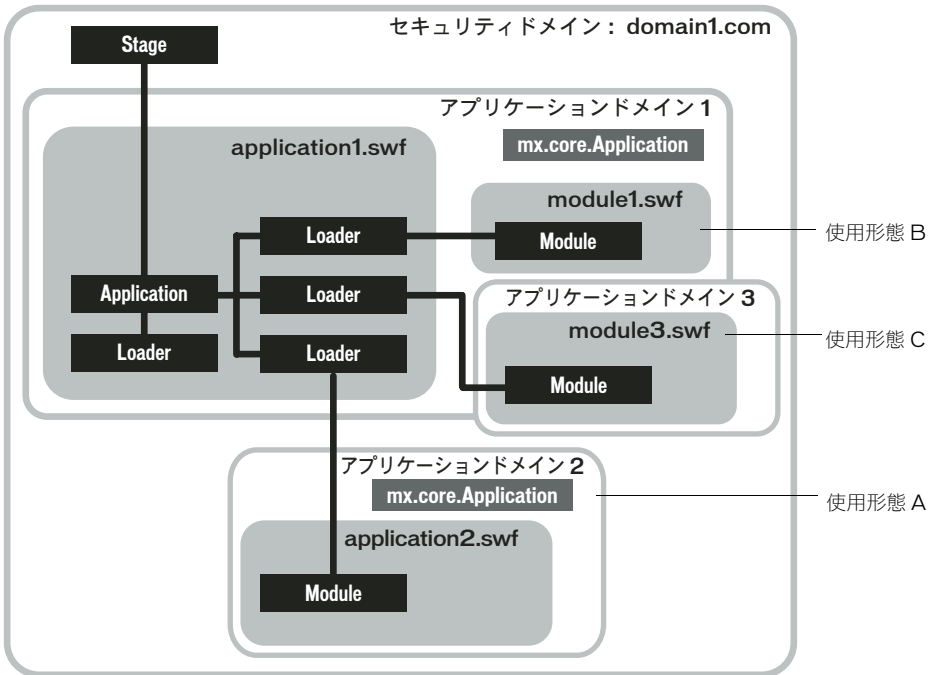 セキュリティドメイン : domain1.com
Stage
アプリケーションドメイン 1
application1.swf
mx.core.Application
module1.swf
Loader
Module
使用形態 B
Application
Loader
アプリケーションドメイン 3
module3.swf
使用形態 C
Loader
Loader
Module
アプリケーションドメイン 2
mx.core.Application
使用形態 A
application2.swf
Module